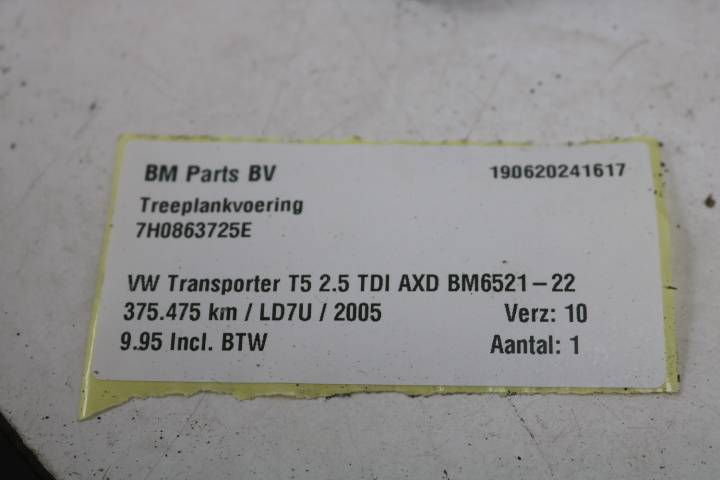 BM Parts BV 190620241617
Treeplankvoering
7H0863725E
VW Transporter T5 2.5 TDI AXD BM6521-22
375.475 km / LD7U / 2005 Verz: 10
9.95 Incl. BTW Aantal: 1